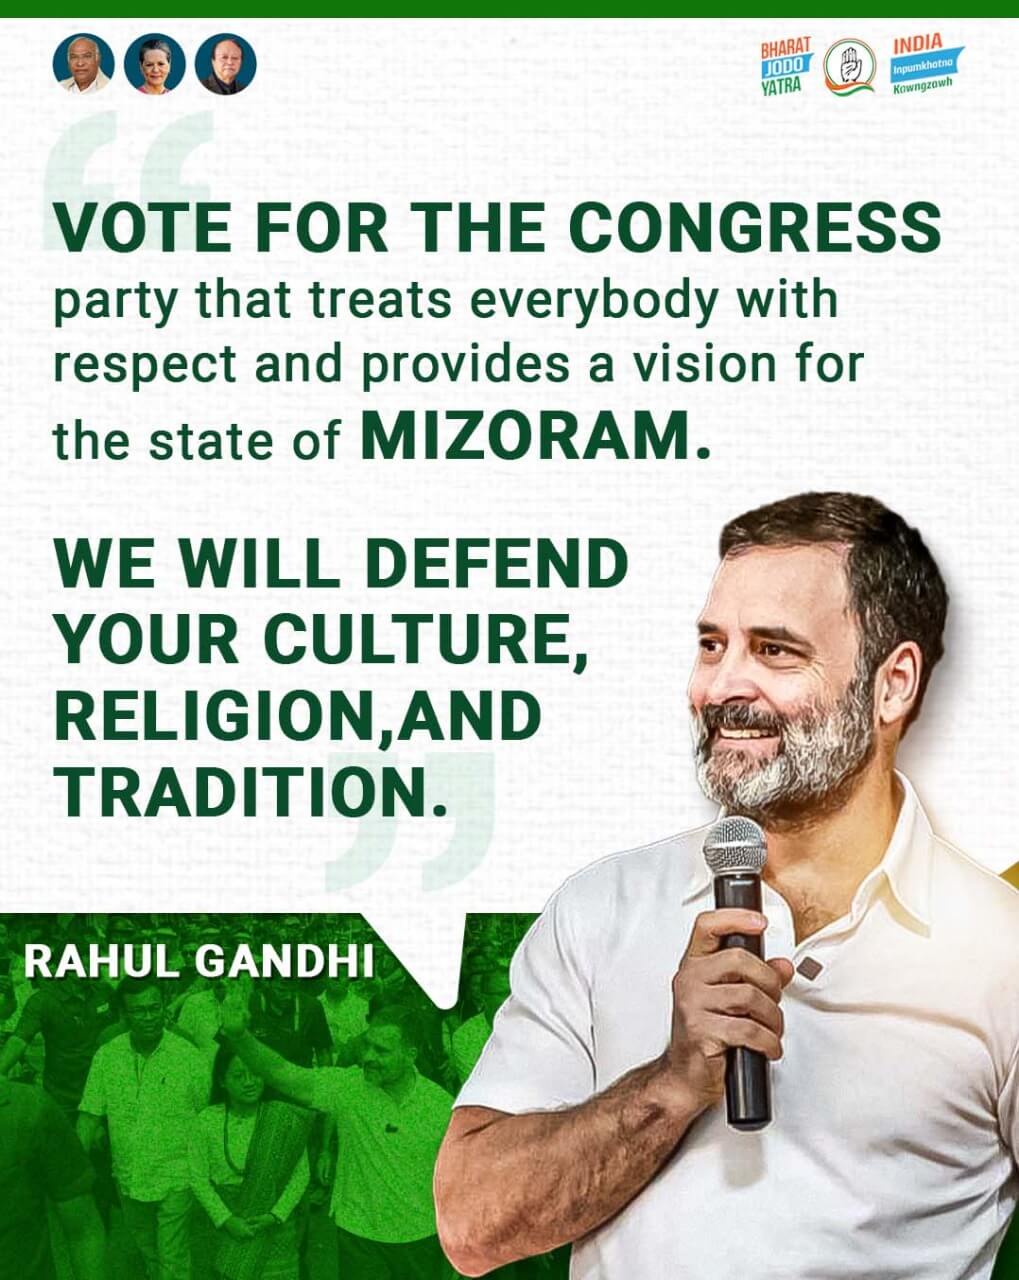 BHARAT
JODO
YATRA
INDIA
Inpumkhatna
Kawngzawh
VOTE FOR THE CONGRESS
party that treats everybody with
respect and provides a vision for
the state of MIZORAM.
WE WILL DEFEND
YOUR CULTURE,
RELIGION,AND
TRADITION.
RAHUL GANDHI